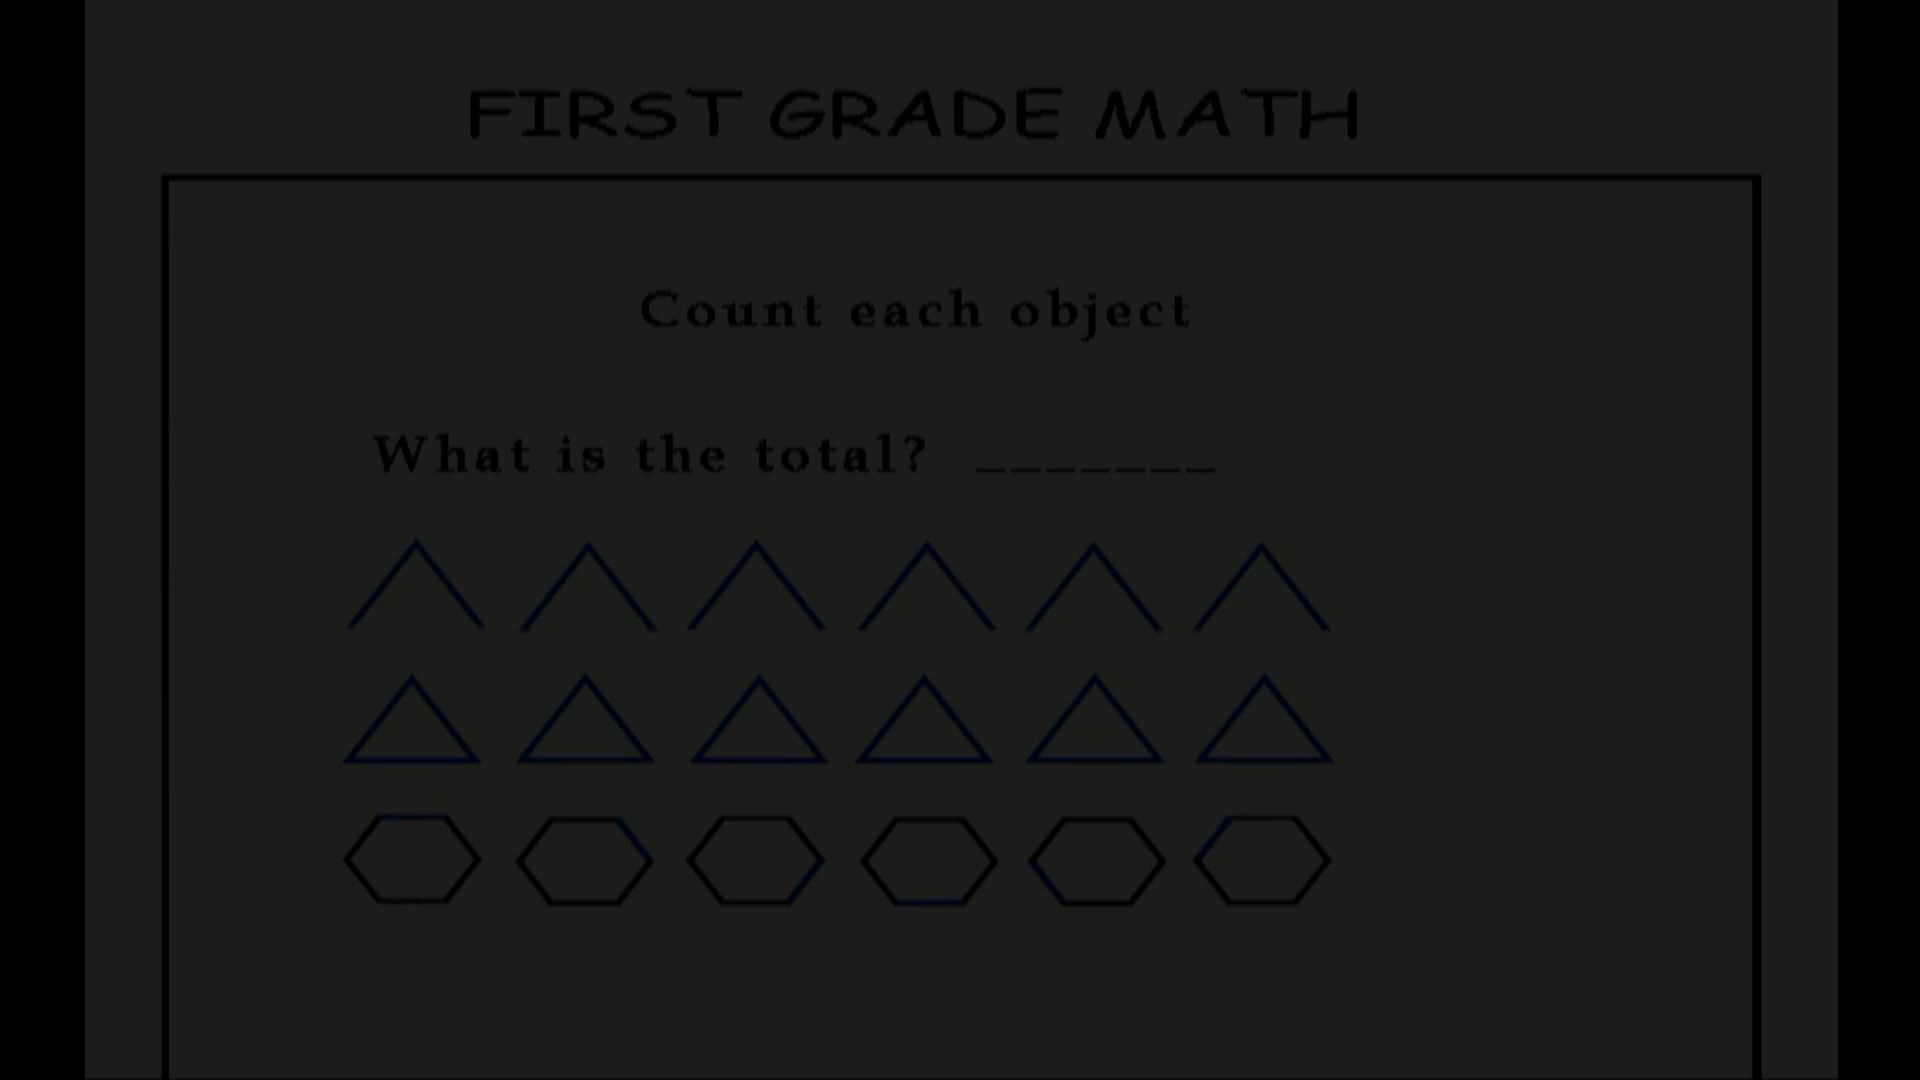 FIRST GRADE MATH
Count each object
What is the total? _______